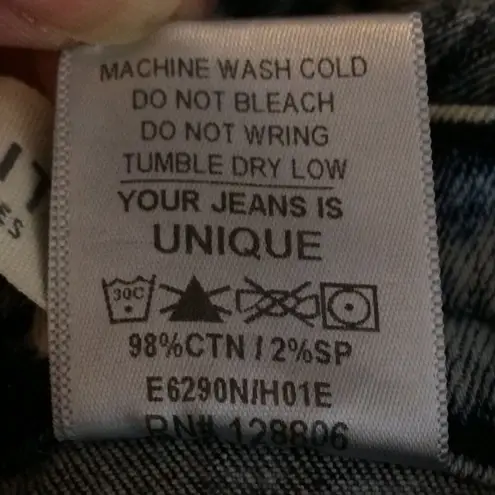 MACHINE WASH COLD
DO NOT BLEACH
DO NOT WRING
TUMBLE DRY LOW
YOUR JEANS IS
UNIQUE
30C
98%CTN / 2%SP
E6290N/H01E
RN# 128806